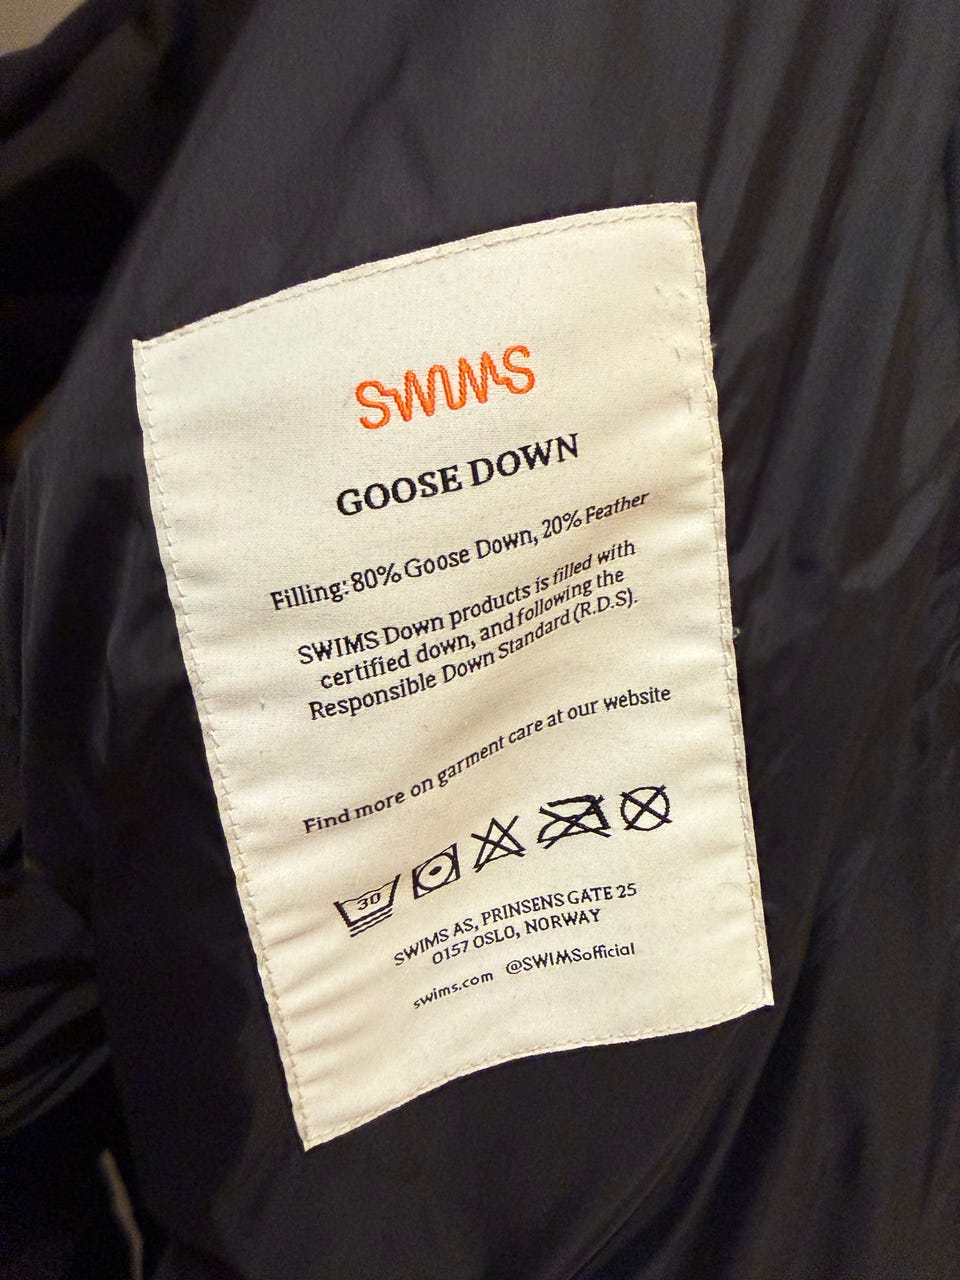 SWIMS
GOOSE DOWN
Filling: 80% Goose Down, 20% Feather
SWIMS Down products is filled with
certified down, and following the
Responsible Down Standard (R.D.S).
Find more on garment care at our website
30
SWIMS AS, PRINSENS GATE 25
0157 OSLO, NORWAY
swims.com @SWIMSofficial